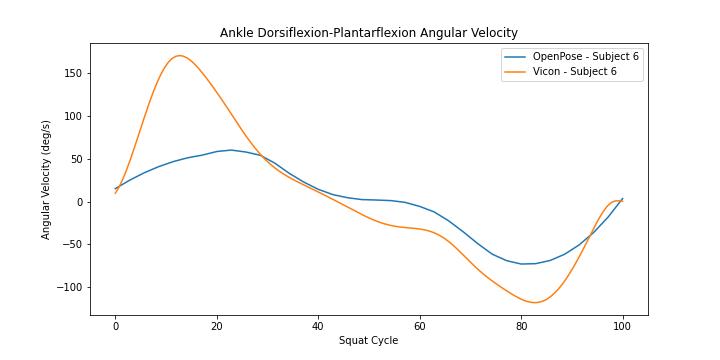 Ankle Dorsiflexion-Plantarflexion Angular Velocity
OpenPose - Subject 6
Vicon - Subject 6
Angular Velocity (deg/s)
150
100
50
0
−50
−100
0 20 40 60 80 100
Squat Cycle